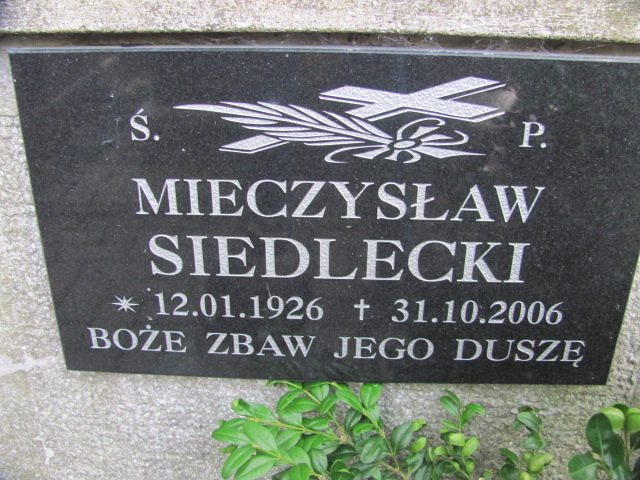 Ś. P.
MIECZYSŁAW
SIEDLECKI
* 12.01.1926 † 31.10.2006
BOŻE ZBAW JEGO DUSZĘ